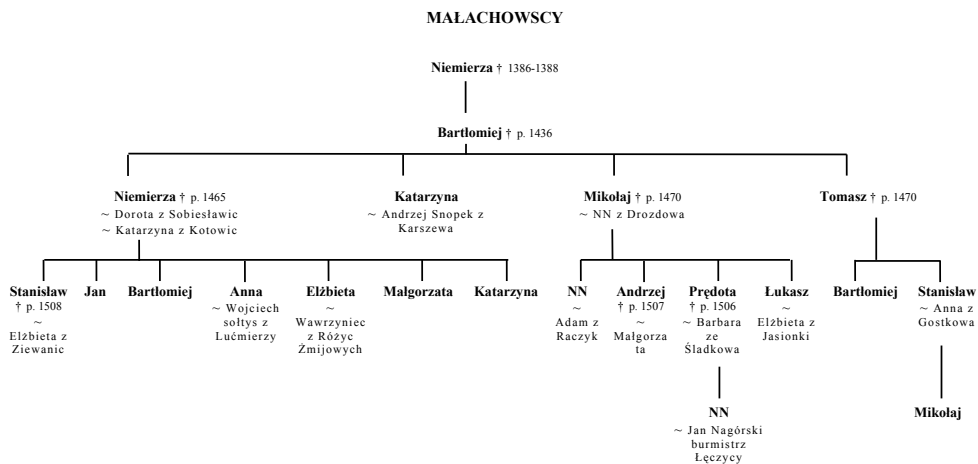 MAŁACHOWSCY
Niemierza † 1386-1388
Bartłomiej † p. 1436
Niemierza † p. 1465
~ Dorota z Sobiesławic
~ Katarzyna z Kotowic
Katarzyna
~ Andrzej Snopek z
Karszewa
Mikołaj † p. 1470
~ NN z Drozdowa
Tomasz † p. 1470
Stanisław
† p. 1508
~
Elżbieta z
Ziewanic
Jan
Bartłomiej
Anna
~ Wojciech
sołtys z
Lućmierzy
Elżbieta
~
Wawrzyniec
z Różyc
Żmijowych
Małgorzata
Katarzyna
NN
~
Adam z
Raczyk
Andrzej
† p. 1507
~
Małgorza
ta
Prędota
† p. 1506
~ Barbara
ze
Śladkowa
Łukasz
~
Elżbieta z
Jasionki
Bartłomiej
Stanisław
~ Anna z
Gostkowa
NN
~ Jan Nagórski
burmistrz
Łęczycy
Mikołaj